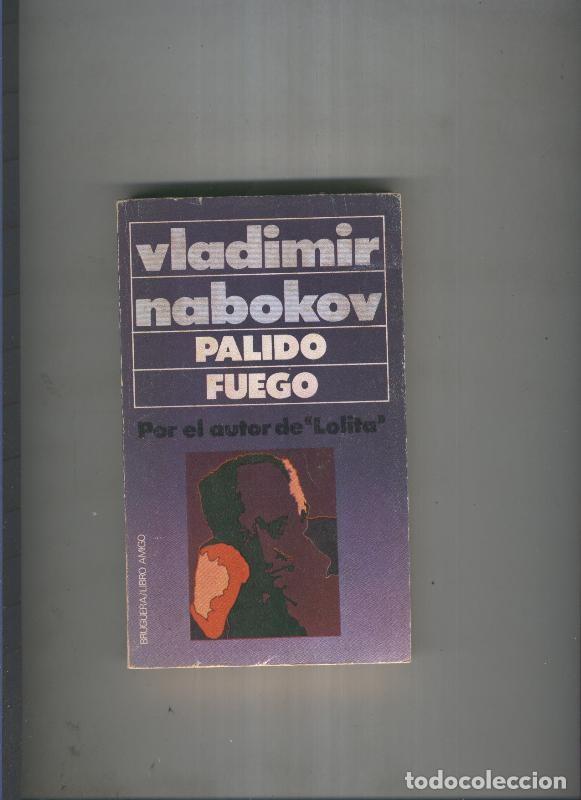 vladimir
nabokov
PALIDO
FUEGO
Por el autor de "Lolita"
BRUGUERA/LIBRO AMIGO
todocoleccion